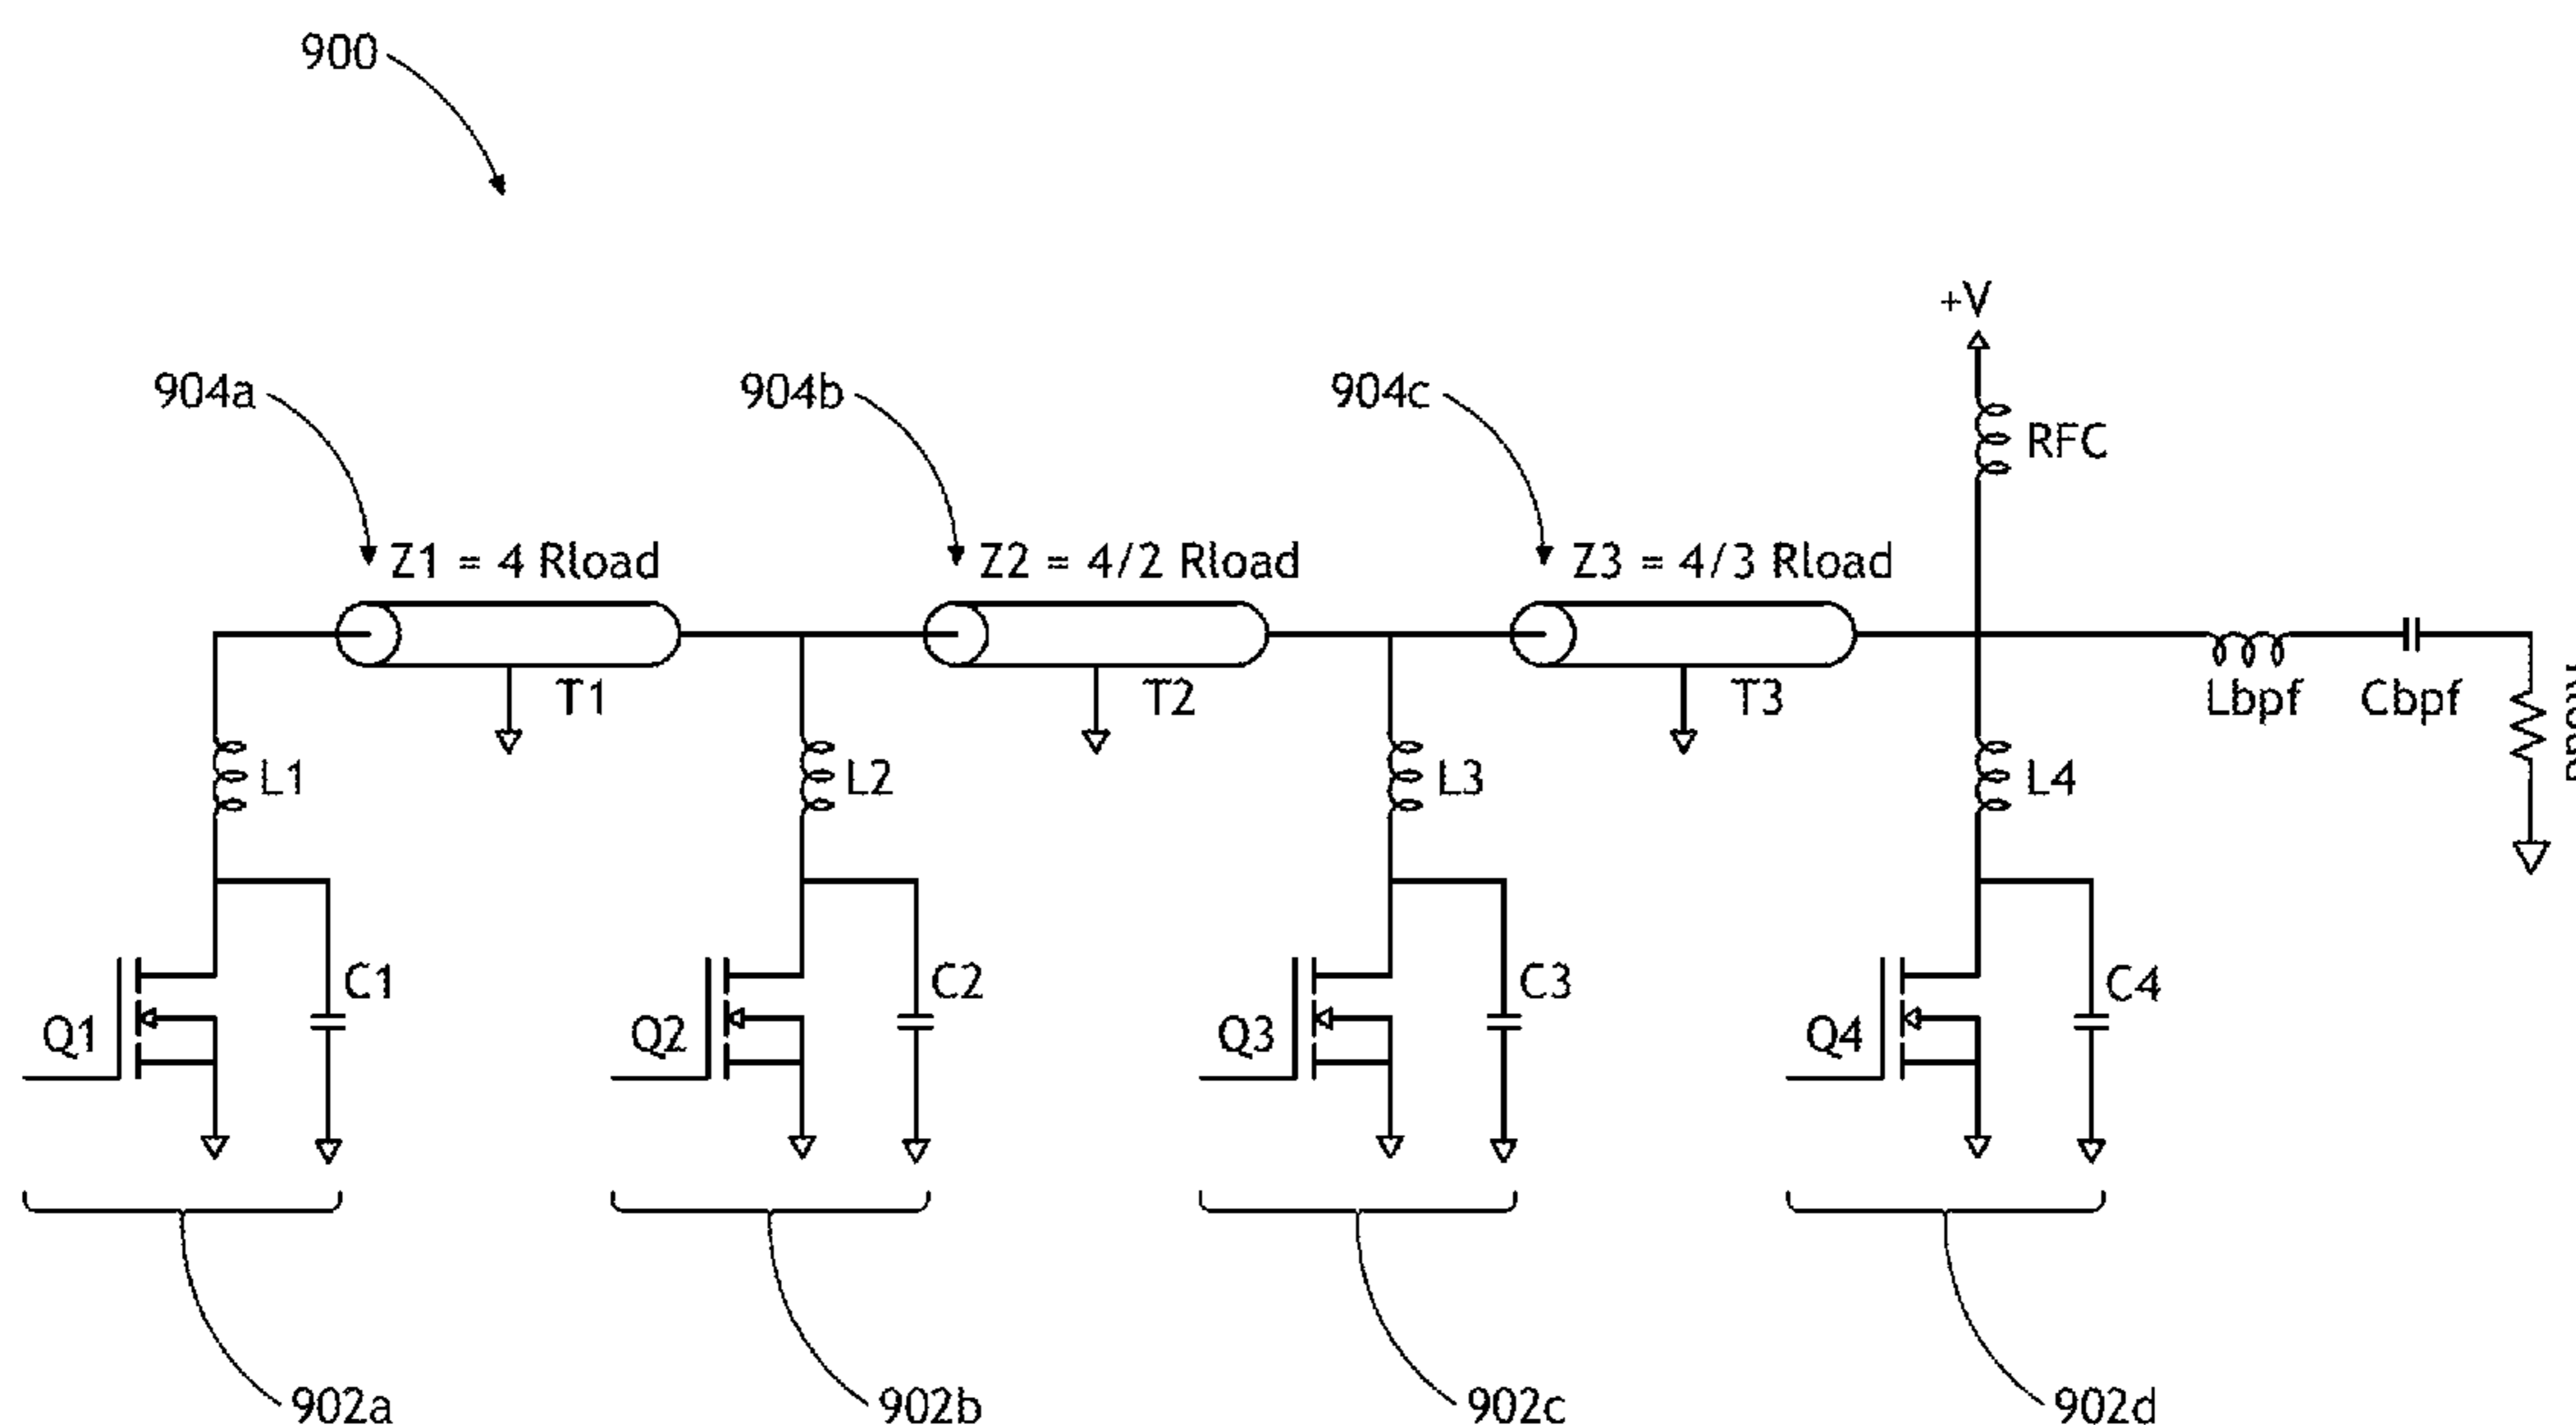 900
+V
904a
904b
904c
RFC
Z1 = 4 Rload
Z2 = 4/2 Rload
Z3 = 4/3 Rload
T1
T2
T3
Lbpf
Cbpf
L1
L2
L3
L4
C1
C2
C3
C4
Q1
Q2
Q3
Q4
902a
902b
902c
902d